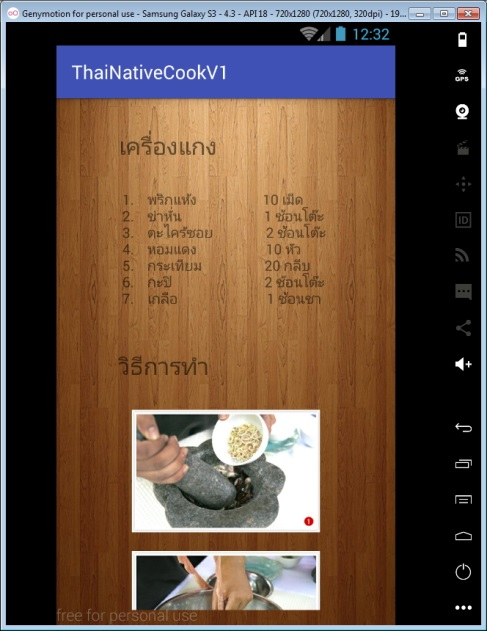 Genymotion for personal use - Samsung Galaxy S3 - 4.3 - API 18 - 720x1280 (720x1280, 320dpi) - 19...
12:32
GPS
ThaiNativeCookV1
เครื่องแกง
1. พริกแห้ง 10 เม็ด
2. ข่าหั่น 1 ช้อนโต๊ะ
3. ตะไคร้ซอย 2 ช้อนโต๊ะ
4. หอมแดง 10 หัว
5. กระเทียม 20 กลีบ
6. กะปิ 2 ช้อนโต๊ะ
7. เกลือ 1 ช้อนชา
ID
วิธีการทำ
1
free for personal use